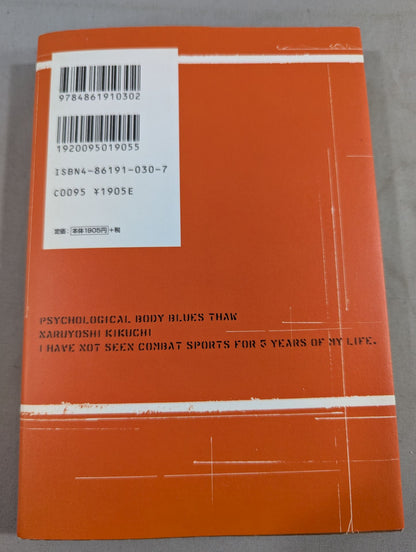 9784861910302
1920095019055
ISBN4-86191-030-7
C0095 ¥1905E
定価: 本体1905円 +税
PSYCHOLOGICAL BODY BLUES THAW
NARUYOSHI KIKUCHI
I HAVE NOT SEEN COMBAT SPORTS FOR 5 YEARS OF MY LIFE.